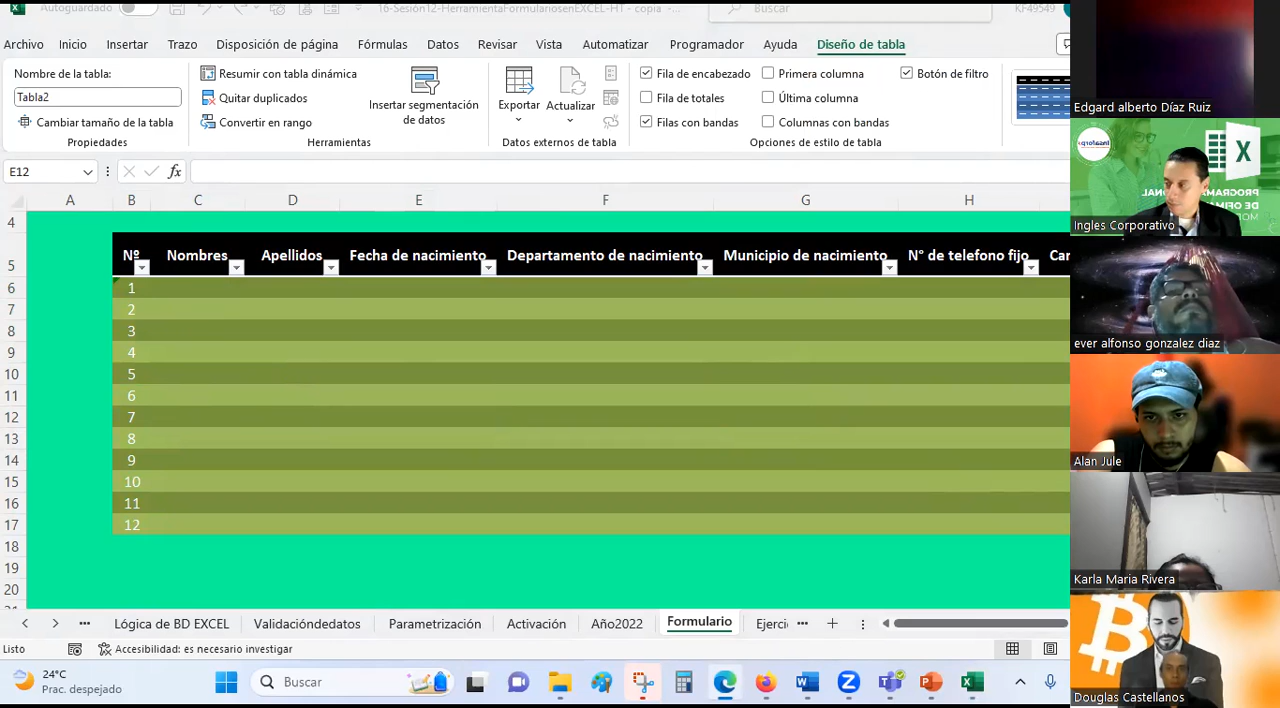 Autoguardado
16-Sesión12-HerramientaFormulariosenEXCEL-HT - copia -...
Buscar
KF49549
Archivo Inicio Insertar Trazo Disposición de página Fórmulas Datos Revisar Vista Automatizar Programador Ayuda Diseño de tabla
Nombre de la tabla:
Tabla2
Cambiar tamaño de la tabla
Propiedades
Resumir con tabla dinámica
Quitar duplicados
Convertir en rango
Herramientas
Insertar segmentación
de datos
Exportar
Actualizar
Datos externos de tabla
Fila de encabezado
Primera columna
Botón de filtro
Fila de totales
Última columna
Filas con bandas
Columnas con bandas
Opciones de estilo de tabla
E12
fx
A B C D E F G H
4
5 Nº Nombres Apellidos Fecha de nacimiento Departamento de nacimiento Municipio de nacimiento N° de telefono fijo Car
6 1
7 2
8 3
9 4
10 5
11 6
12 7
13 8
14 9
15 10
16 11
17 12
18
19
20
21
... Lógica de BD EXCEL Validacióndedatos Parametrización Activación Año2022 Formulario Ejerci ...
Listo
Accesibilidad: es necesario investigar
24°C
Prac. despejado
Buscar
Edgard alberto Díaz Ruiz
Insaforp
PROGRAMA
DE OFIMA
MOD
Ingles Corporativo
ever alfonso gonzalez diaz
Alan Jule
Karla Maria Rivera
Douglas Castellanos